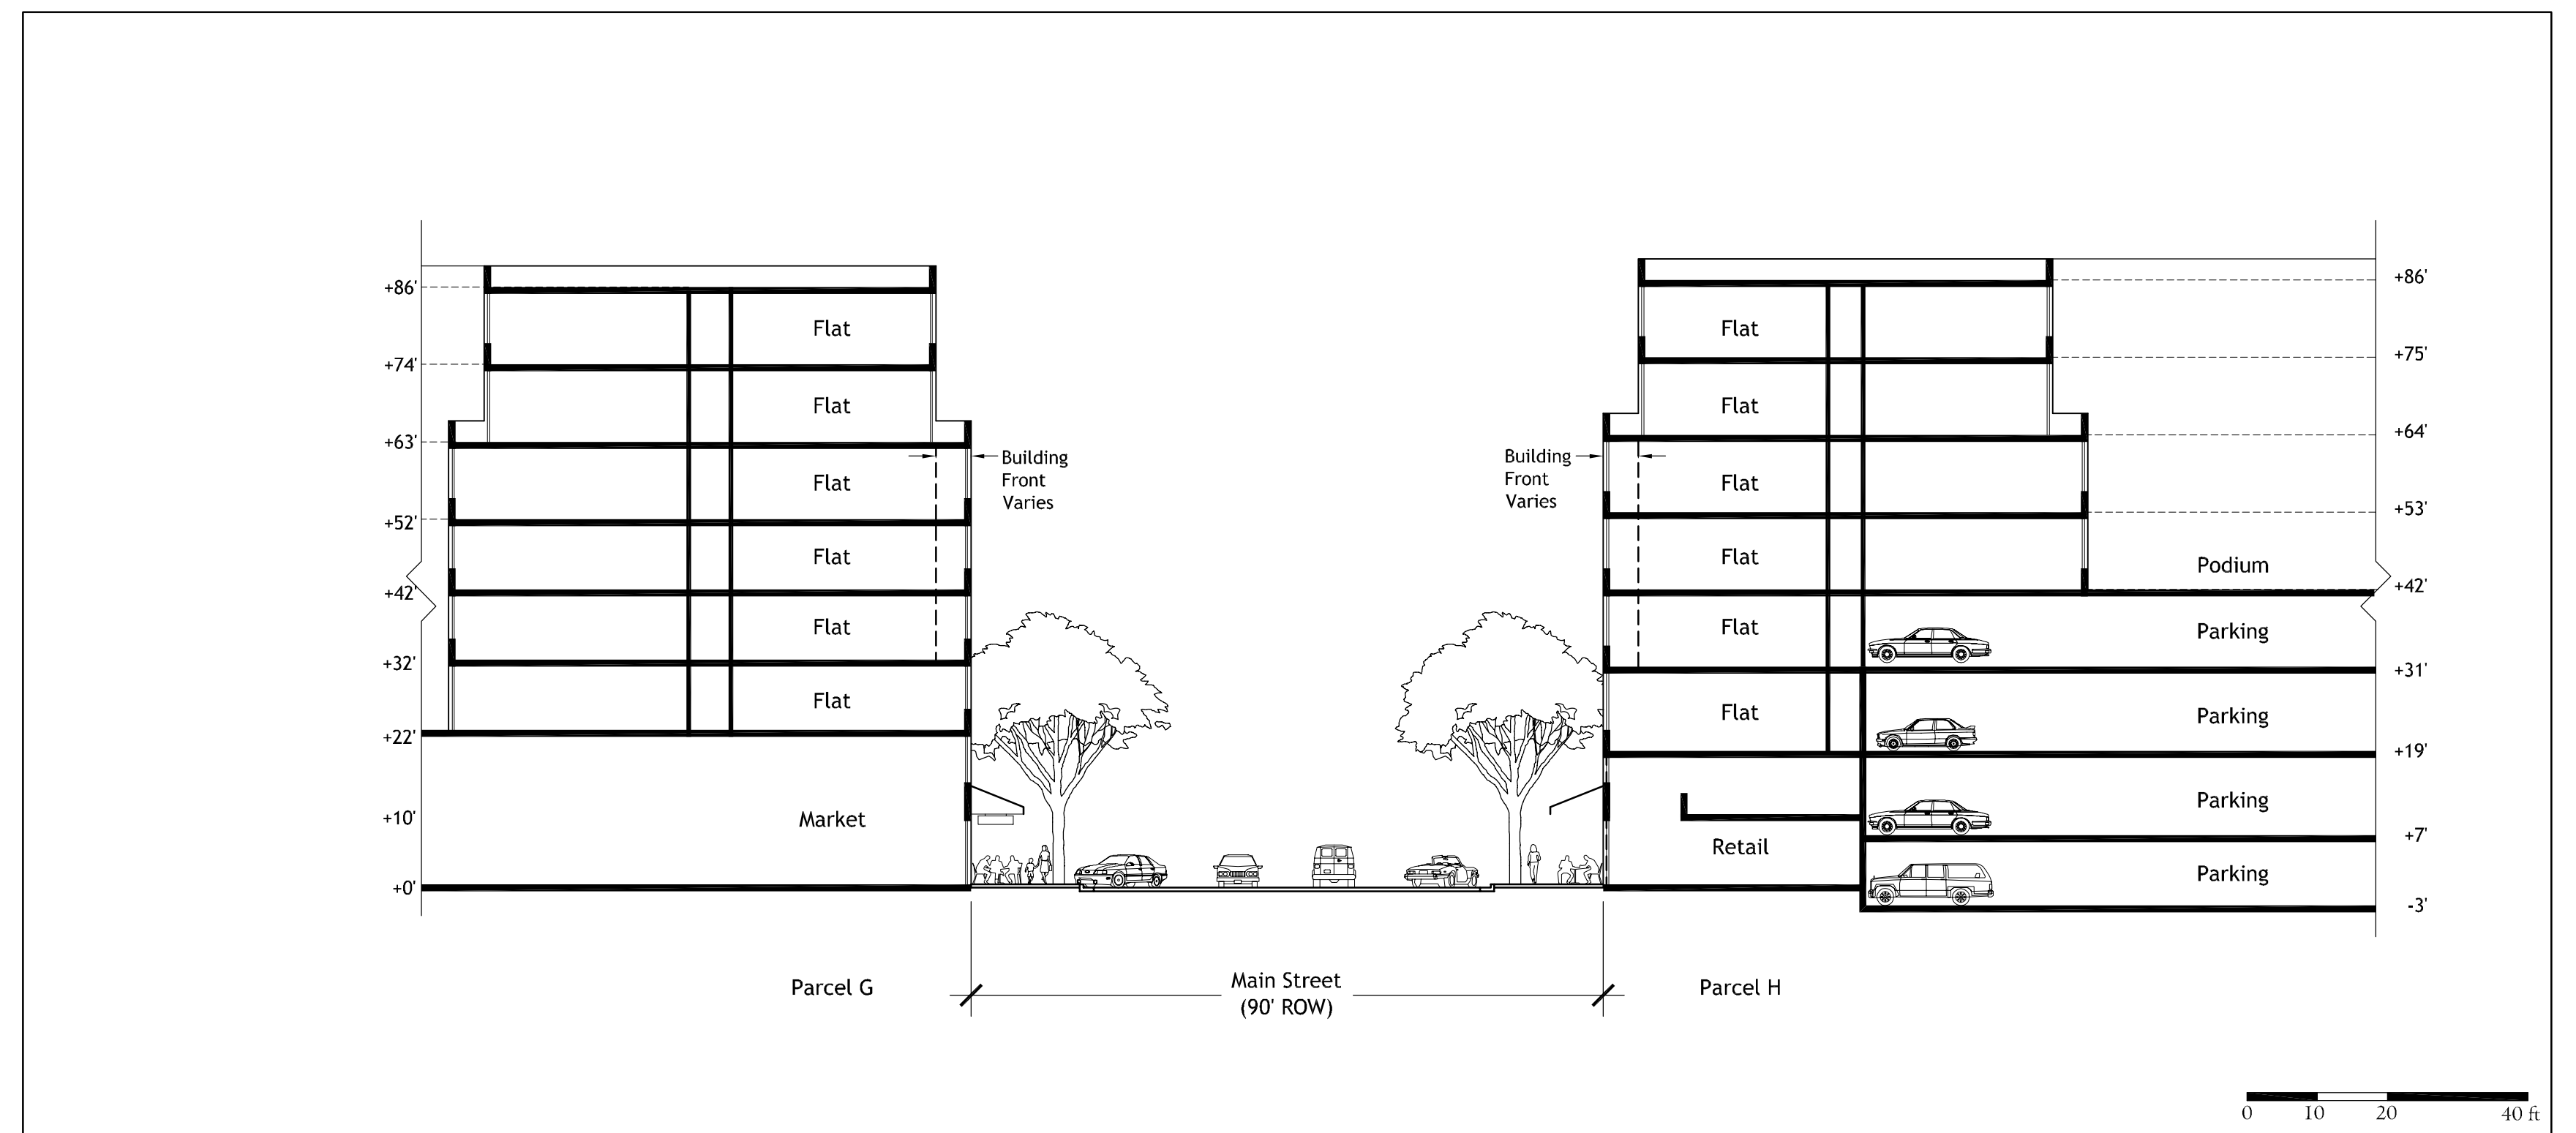 +86'
+74'
+63'
+52'
+42'
+32'
+22'
+10'
+0'
Flat
Flat
Flat
Flat
Flat
Flat
Market
Building
Front
Varies
Building
Front
Varies
Flat
Flat
Flat
Flat
Flat
Flat
Retail
Podium
Parking
Parking
Parking
Parking
+86'
+75'
+64'
+53'
+42'
+31'
+19'
+7'
-3'
Parcel G
Main Street
(90' ROW)
Parcel H
0 10 20 40 ft